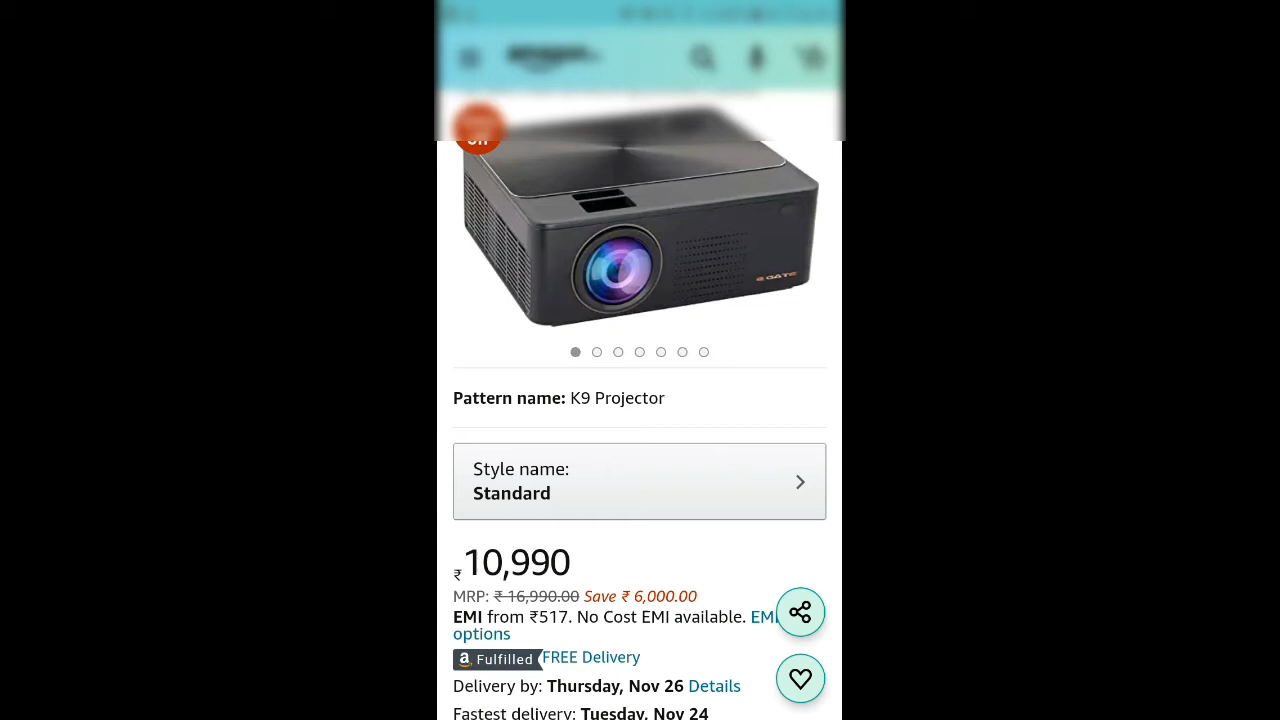 off
E GATE
Pattern name: K9 Projector
Style name:
Standard
₹10,990
MRP: ₹ 16,990.00 Save ₹ 6,000.00
EMI from ₹517. No Cost EMI available. EMI
options
a Fulfilled FREE Delivery
Delivery by: Thursday, Nov 26 Details
Fastest delivery: Tuesday, Nov 24